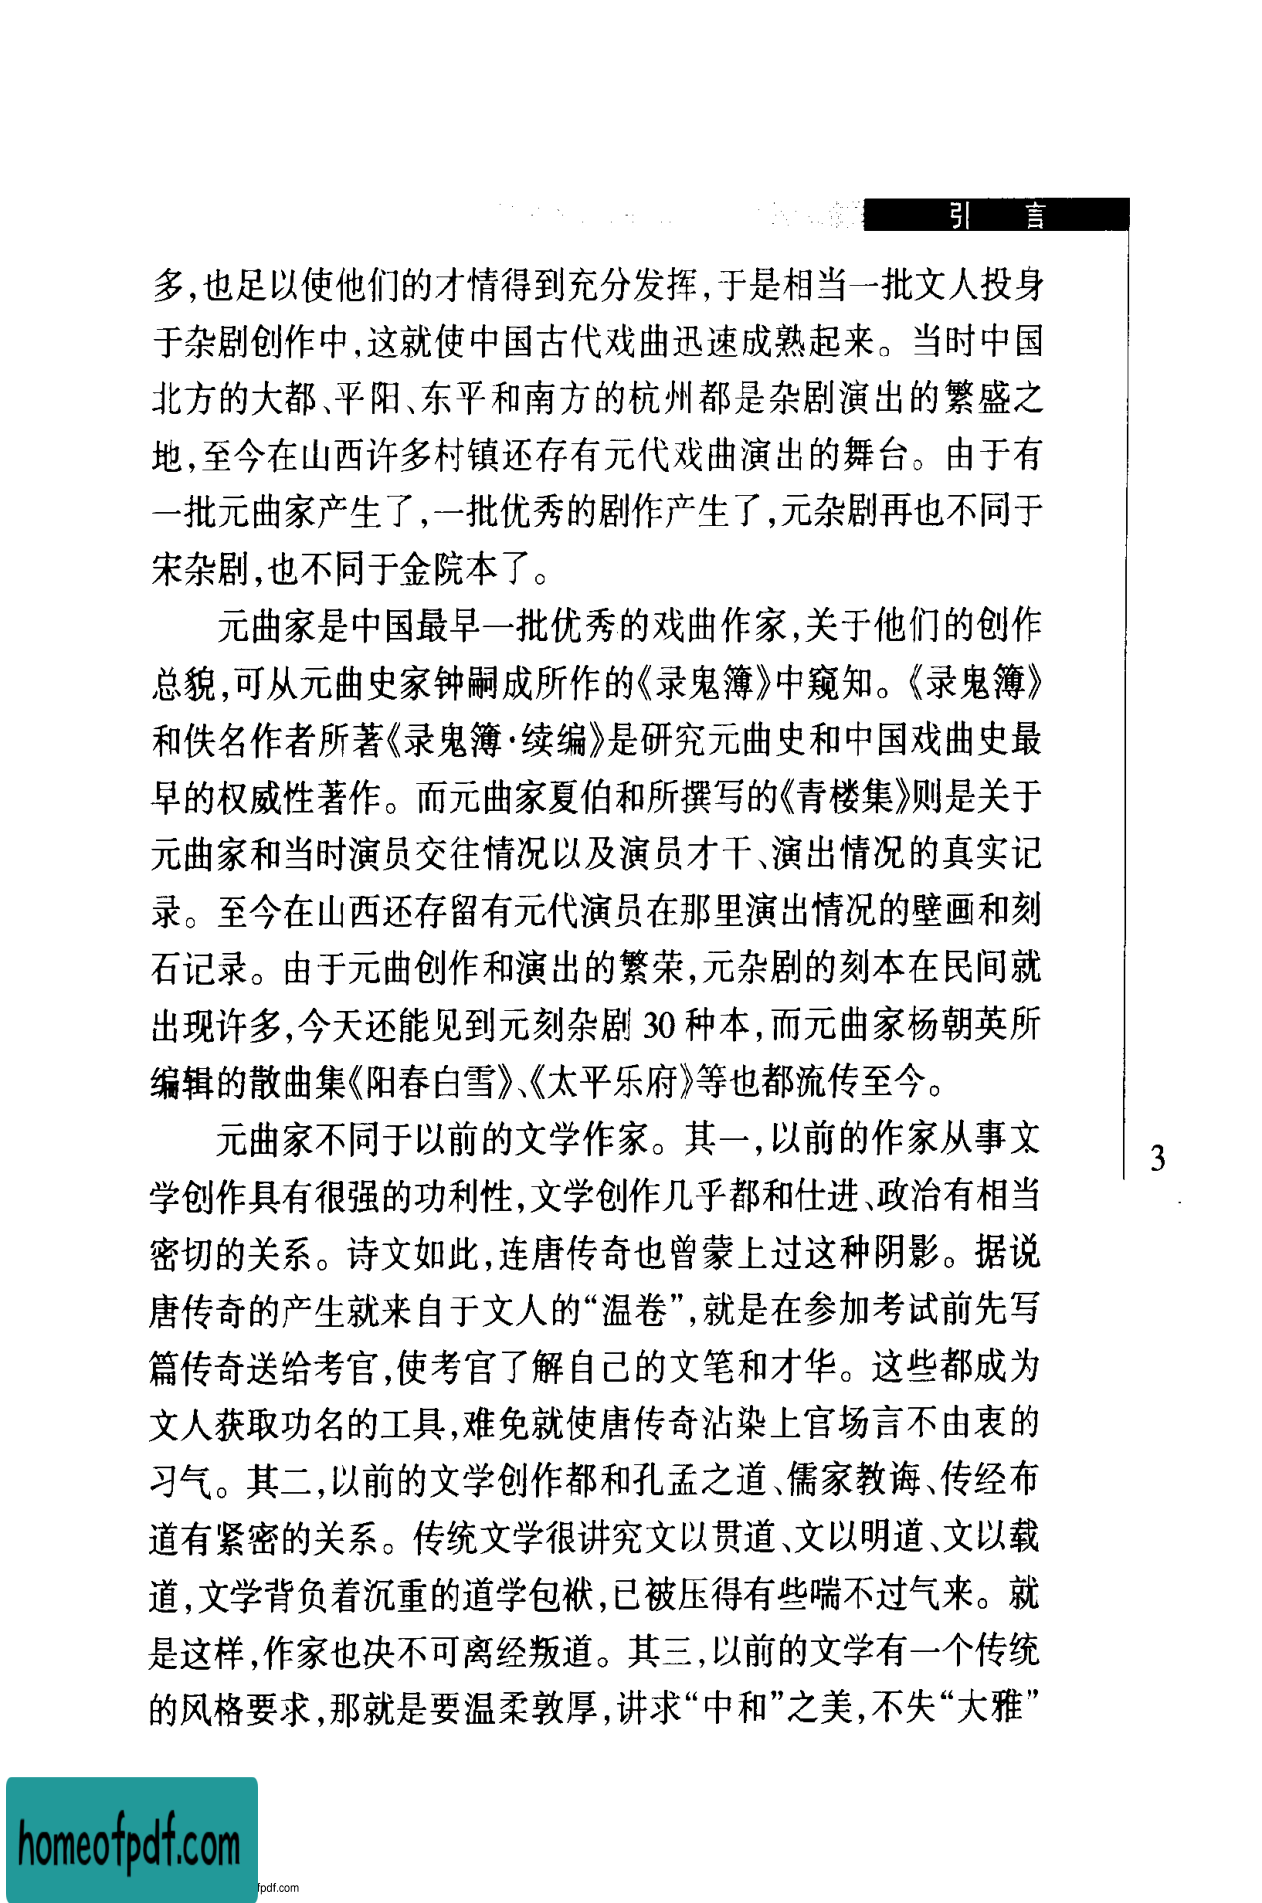 引 言
多,也足以使他们的才情得到充分发挥,于是相当一批文人投身
于杂剧创作中,这就使中国古代戏曲迅速成熟起来。当时中国
北方的大都、平阳、东平和南方的杭州都是杂剧演出的繁盛之
地,至今在山西许多村镇还存有元代戏曲演出的舞台。由于有
一批元曲家产生了,一批优秀的剧作产生了,元杂剧再也不同于
宋杂剧,也不同于金院本了。
元曲家是中国最早一批优秀的戏曲作家,关于他们的创作
总貌,可从元曲史家钟嗣成所作的《录鬼簿》中窥知。《录鬼簿》
和佚名作者所著《录鬼簿·续编》是研究元曲史和中国戏曲史最
早的权威性著作。而元曲家夏伯和所撰写的《青楼集》则是关于
元曲家和当时演员交往情况以及演员才干、演出情况的真实记
录。至今在山西还存留有元代演员在那里演出情况的壁画和刻
石记录。由于元曲创作和演出的繁荣,元杂剧的刻本在民间就
出现许多,今天还能见到元刻杂剧 30 种本,而元曲家杨朝英所
编辑的散曲集《阳春白雪》、《太平乐府》等也都流传至今。
元曲家不同于以前的文学作家。其一,以前的作家从事文
学创作具有很强的功利性,文学创作几乎都和仕进、政治有相当
密切的关系。诗文如此,连唐传奇也曾蒙上过这种阴影。据说
唐传奇的产生就来自于文人的“温卷”,就是在参加考试前先写
篇传奇送给考官,使考官了解自己的文笔和才华。这些都成为
文人获取功名的工具,难免就使唐传奇沾染上官场言不由衷的
习气。其二,以前的文学创作都和孔孟之道、儒家教诲、传经布
道有紧密的关系。传统文学很讲究文以贯道、文以明道、文以载
道,文学背负着沉重的道学包袱,已被压得有些喘不过气来。就
是这样,作家也决不可离经叛道。其三,以前的文学有一个传统
的风格要求,那就是要温柔敦厚,讲求“中和”之美,不失“大雅”
3
homeofpdf.com
fpdf.com